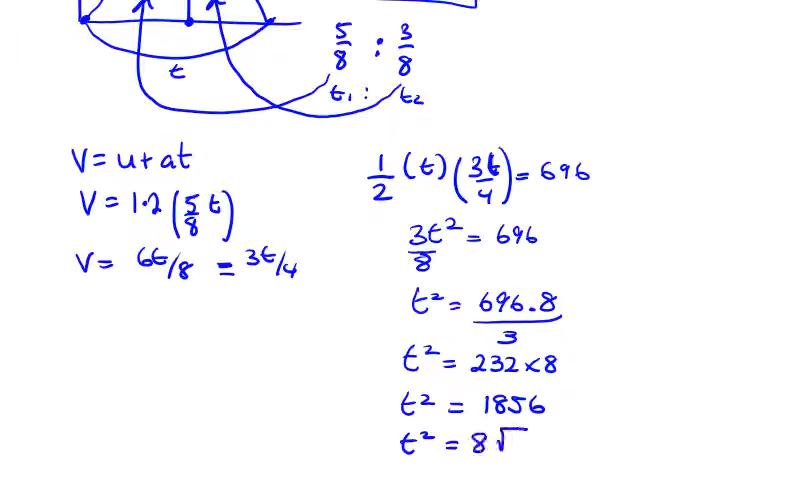 5/8 : 3/8
t
t₁ : t₂
V = u + at
V = 1·2 (5/8 t)
V = 6t/8 = 3t/4
1/2 (t) (3t/4) = 696
3t²/8 = 696
t² = 696.8/3
t² = 232 × 8
t² = 1856
t² = 8√